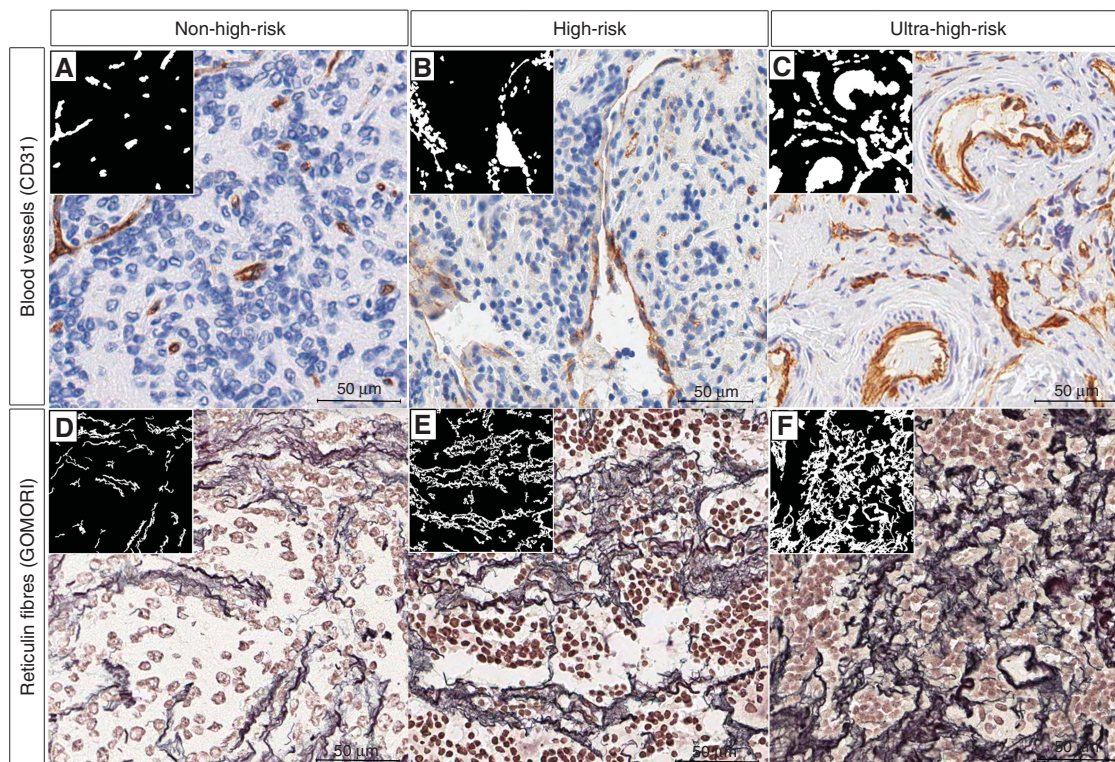 Non-high-risk
High-risk
Ultra-high-risk
Blood vessels (CD31)
A
B
C
50 μm
50 μm
50 μm
Reticulin fibres (GOMORI)
D
E
F
50 μm
50 μm
50 μm